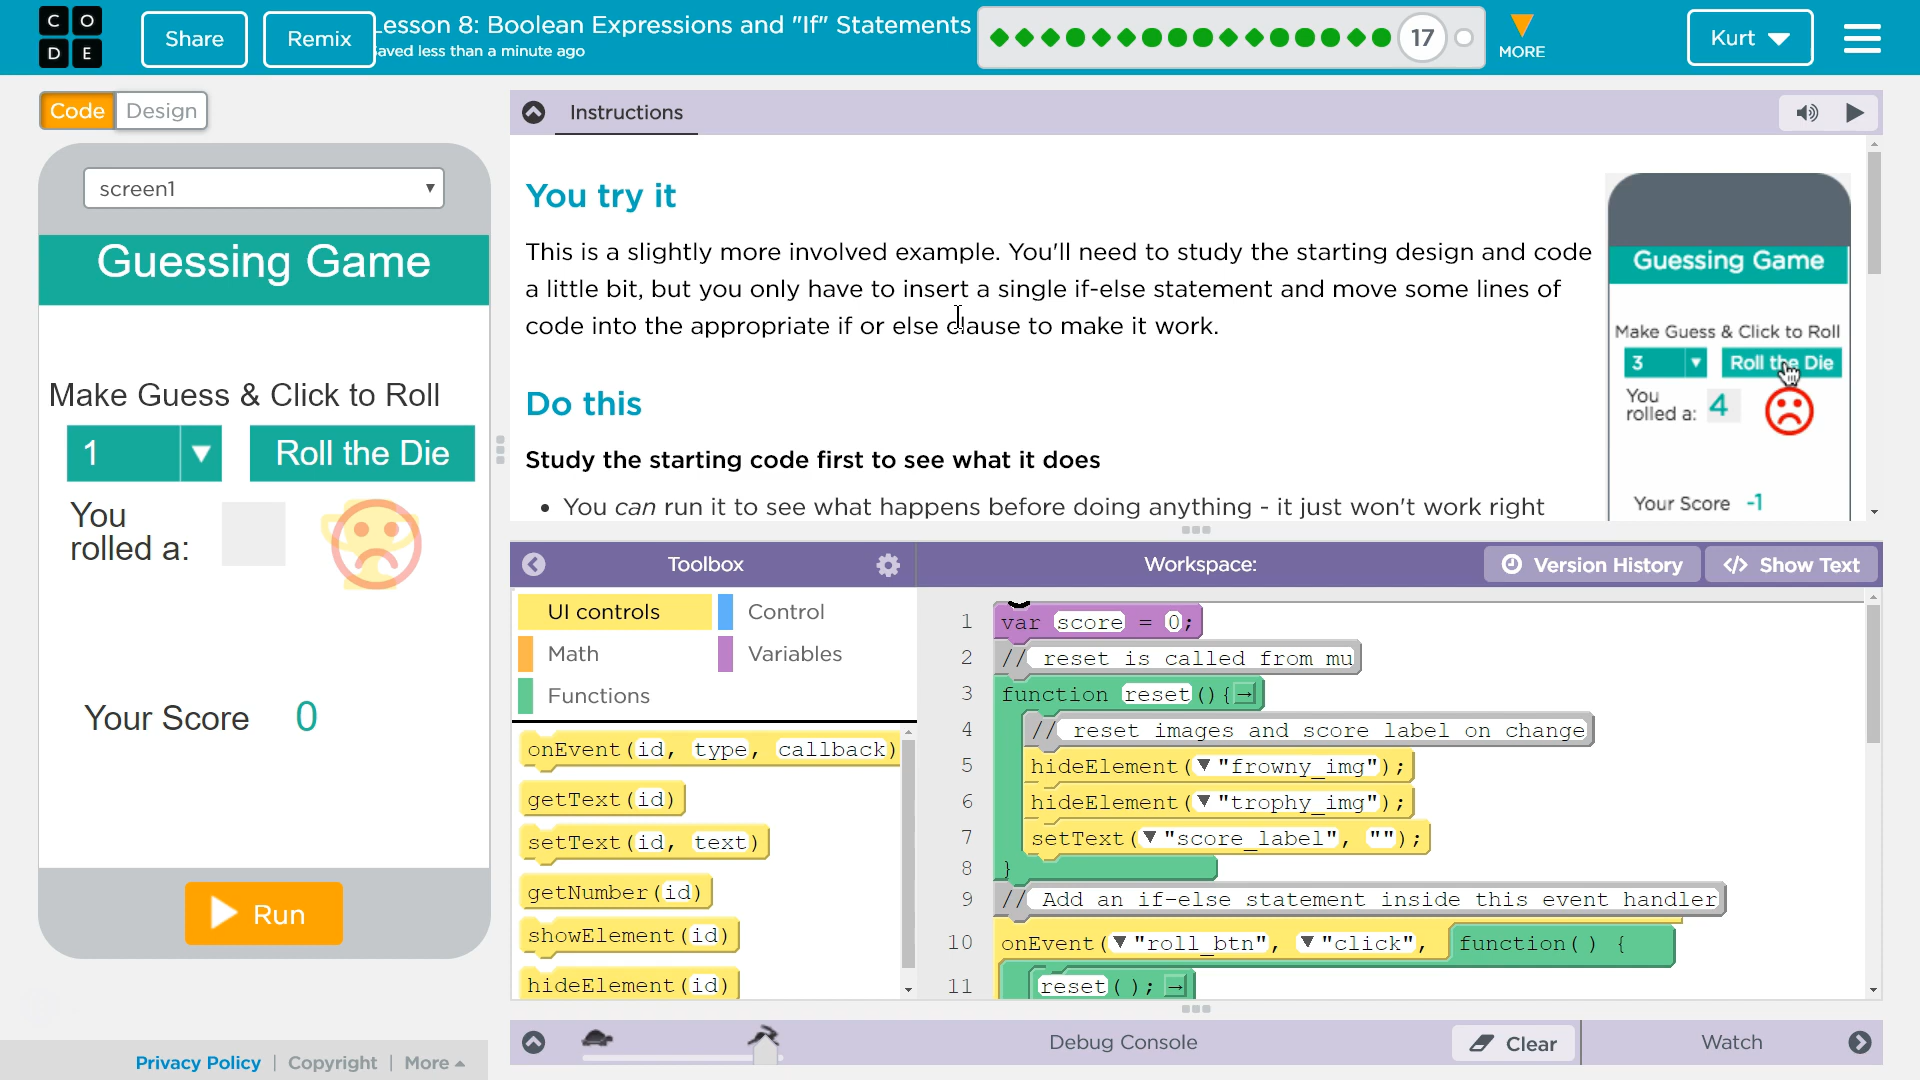 C O
D E
Share
Remix
Lesson 8: Boolean Expressions and "If" Statements
Saved less than a minute ago
17
MORE
Kurt
Code
Design
Instructions
screen1
Guessing Game
Make Guess & Click to Roll
1
Roll the Die
You
rolled a:
Your Score 0
Run
You try it
This is a slightly more involved example. You'll need to study the starting design and code
a little bit, but you only have to insert a single if-else statement and move some lines of
code into the appropriate if or else clause to make it work.
Do this
Study the starting code first to see what it does
• You can run it to see what happens before doing anything - it just won't work right
Guessing Game
Make Guess & Click to Roll
3
Roll the Die
You
rolled a: 4
Your Score -1
Toolbox
Workspace:
Version History
</> Show Text
UI controls
Control
Math
Variables
Functions
onEvent(id, type, callback)
getText(id)
setText(id, text)
getNumber(id)
showElement(id)
hideElement(id)
1 var score = 0;
2 // reset is called from mu
3 function reset(){
4 // reset images and score label on change
5 hideElement("frowny_img");
6 hideElement("trophy_img");
7 setText("score_label", "");
8 }
9 // Add an if-else statement inside this event handler
10 onEvent("roll_btn", "click", function( ) {
11 reset( );
Debug Console
Clear
Watch
Privacy Policy | Copyright | More